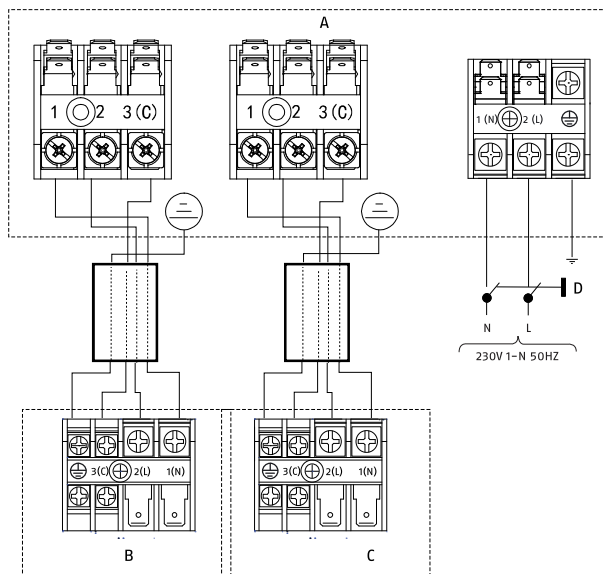 A
1 2 3 (C)
1 2 3 (C)
1 (N) 2 (L)
D
N L
230V 1~N 50HZ
3(C) 2(L) 1(N)
3(C) 2(L) 1(N)
B
C